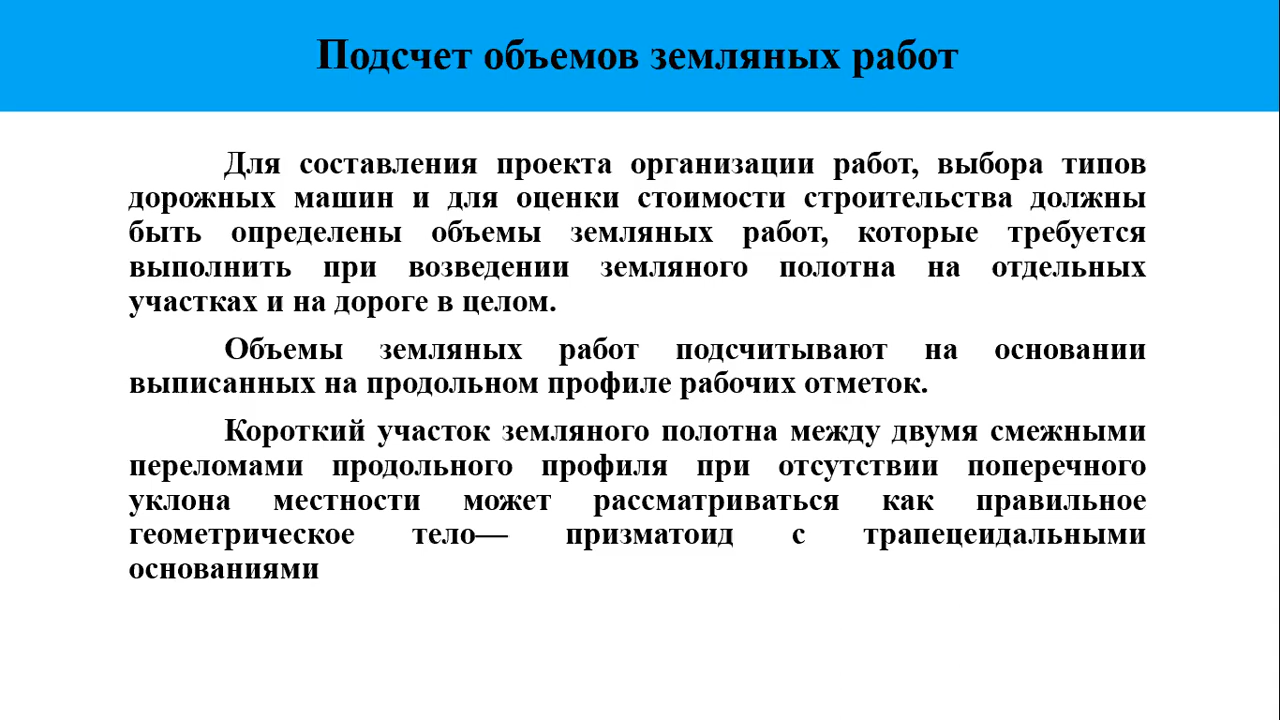 Подсчет объемов земляных работ
Для составления проекта организации работ, выбора типов
дорожных машин и для оценки стоимости строительства должны
быть определены объемы земляных работ, которые требуется
выполнить при возведении земляного полотна на отдельных
участках и на дороге в целом.
Объемы земляных работ подсчитывают на основании
выписанных на продольном профиле рабочих отметок.
Короткий участок земляного полотна между двумя смежными
переломами продольного профиля при отсутствии поперечного
уклона местности может рассматриваться как правильное
геометрическое тело— призматоид с трапецеидальными
основаниями